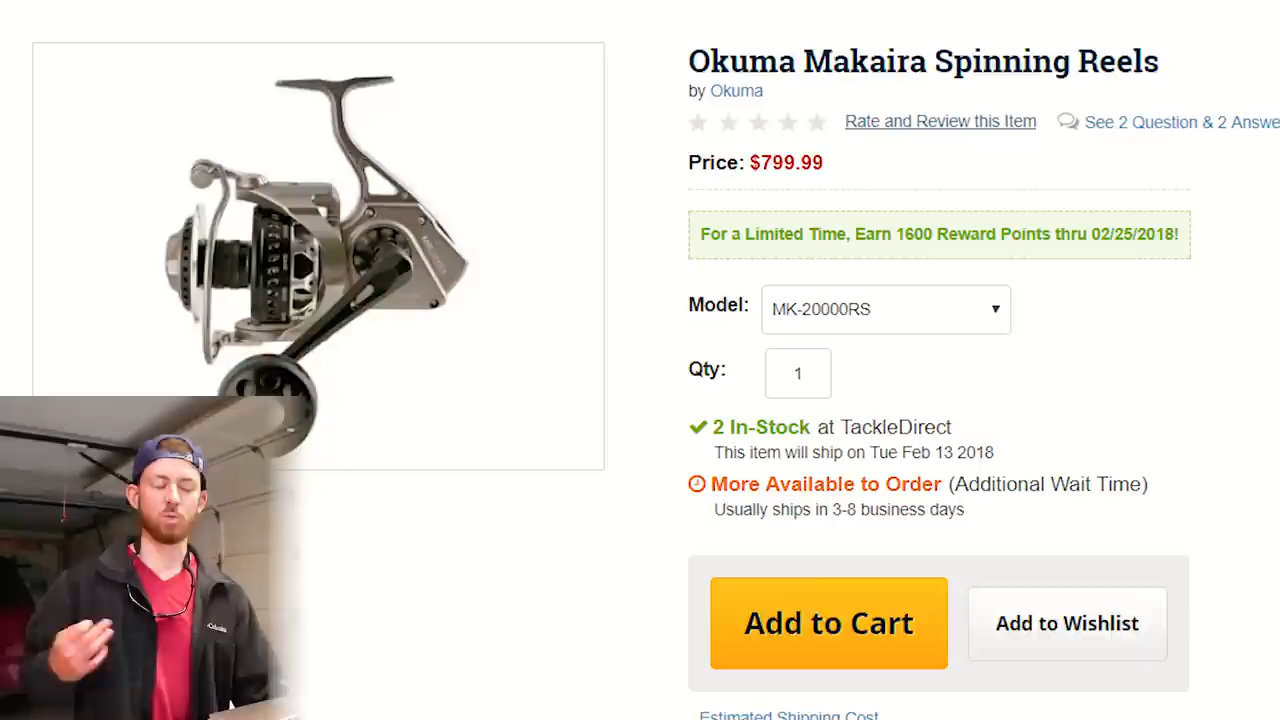 Okuma Makaira Spinning Reels
by Okuma
Rate and Review this Item
See 2 Question & 2 Answe
Price: $799.99
For a Limited Time, Earn 1600 Reward Points thru 02/25/2018!
Model: MK-20000RS
Qty: 1
2 In-Stock at TackleDirect
This item will ship on Tue Feb 13 2018
More Available to Order (Additional Wait Time)
Usually ships in 3-8 business days
Add to Cart
Add to Wishlist
Estimated Shipping Cost
Columbia